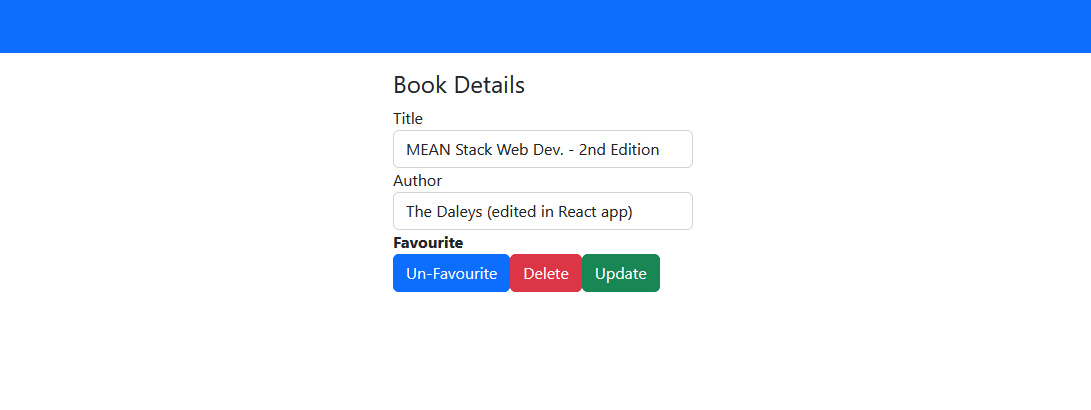 Book Details
Title
MEAN Stack Web Dev. - 2nd Edition
Author
The Daleys (edited in React app)
Favourite
Un-Favourite Delete Update